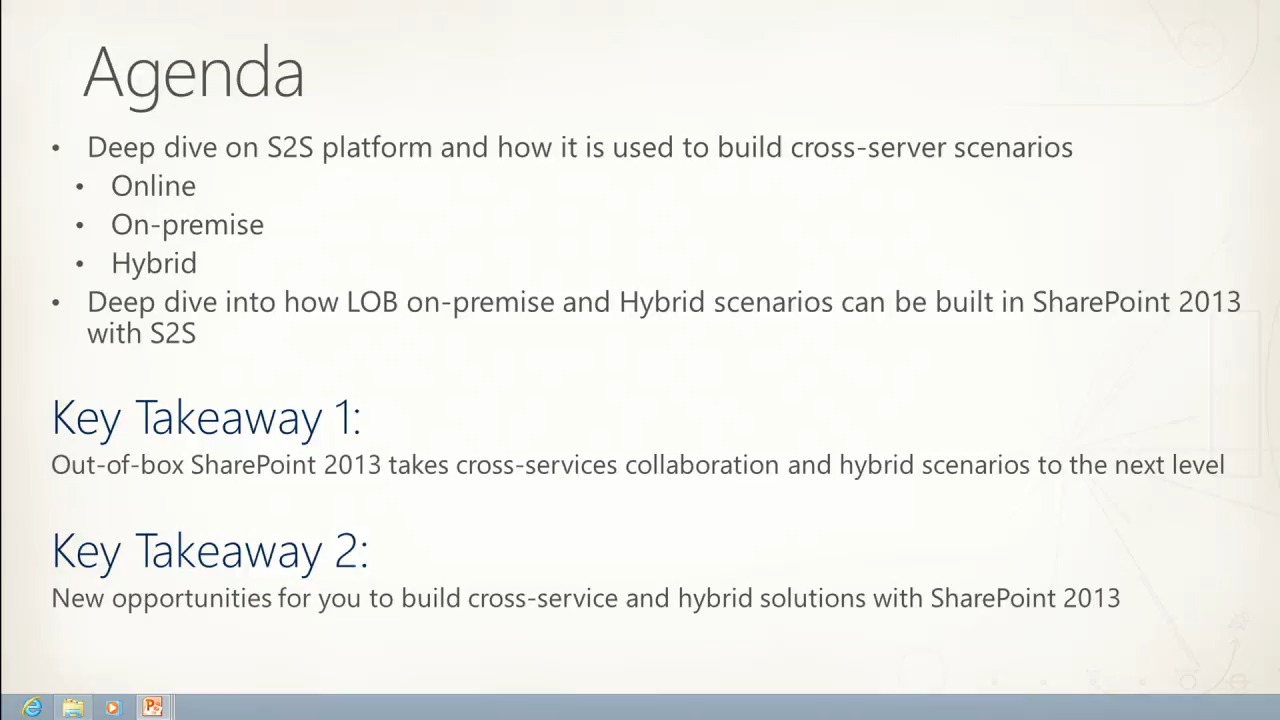 Agenda
• Deep dive on S2S platform and how it is used to build cross-server scenarios
• Online
• On-premise
• Hybrid
• Deep dive into how LOB on-premise and Hybrid scenarios can be built in SharePoint 2013
with S2S
Key Takeaway 1:
Out-of-box SharePoint 2013 takes cross-services collaboration and hybrid scenarios to the next level
Key Takeaway 2:
New opportunities for you to build cross-service and hybrid solutions with SharePoint 2013